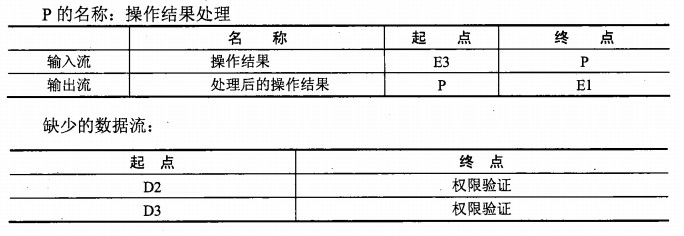 P 的名称：操作结果处理
名 称 起 点 终 点
输入流 操作结果 E3 P
输出流 处理后的操作结果 P E1
缺少的数据流：
起 点 终 点
D2 权限验证
D3 权限验证